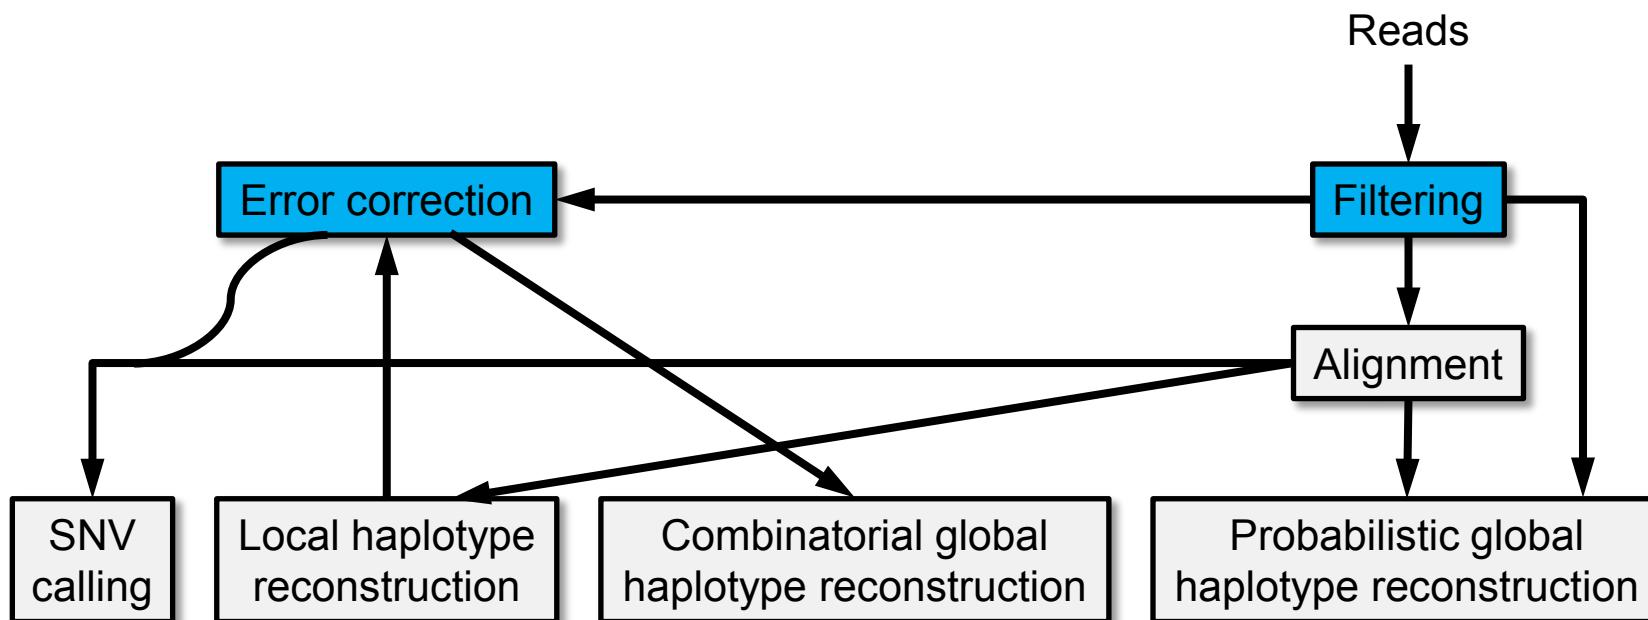 Reads
Error correction
Filtering
Alignment
SNV
calling
Local haplotype
reconstruction
Combinatorial global
haplotype reconstruction
Probabilistic global
haplotype reconstruction